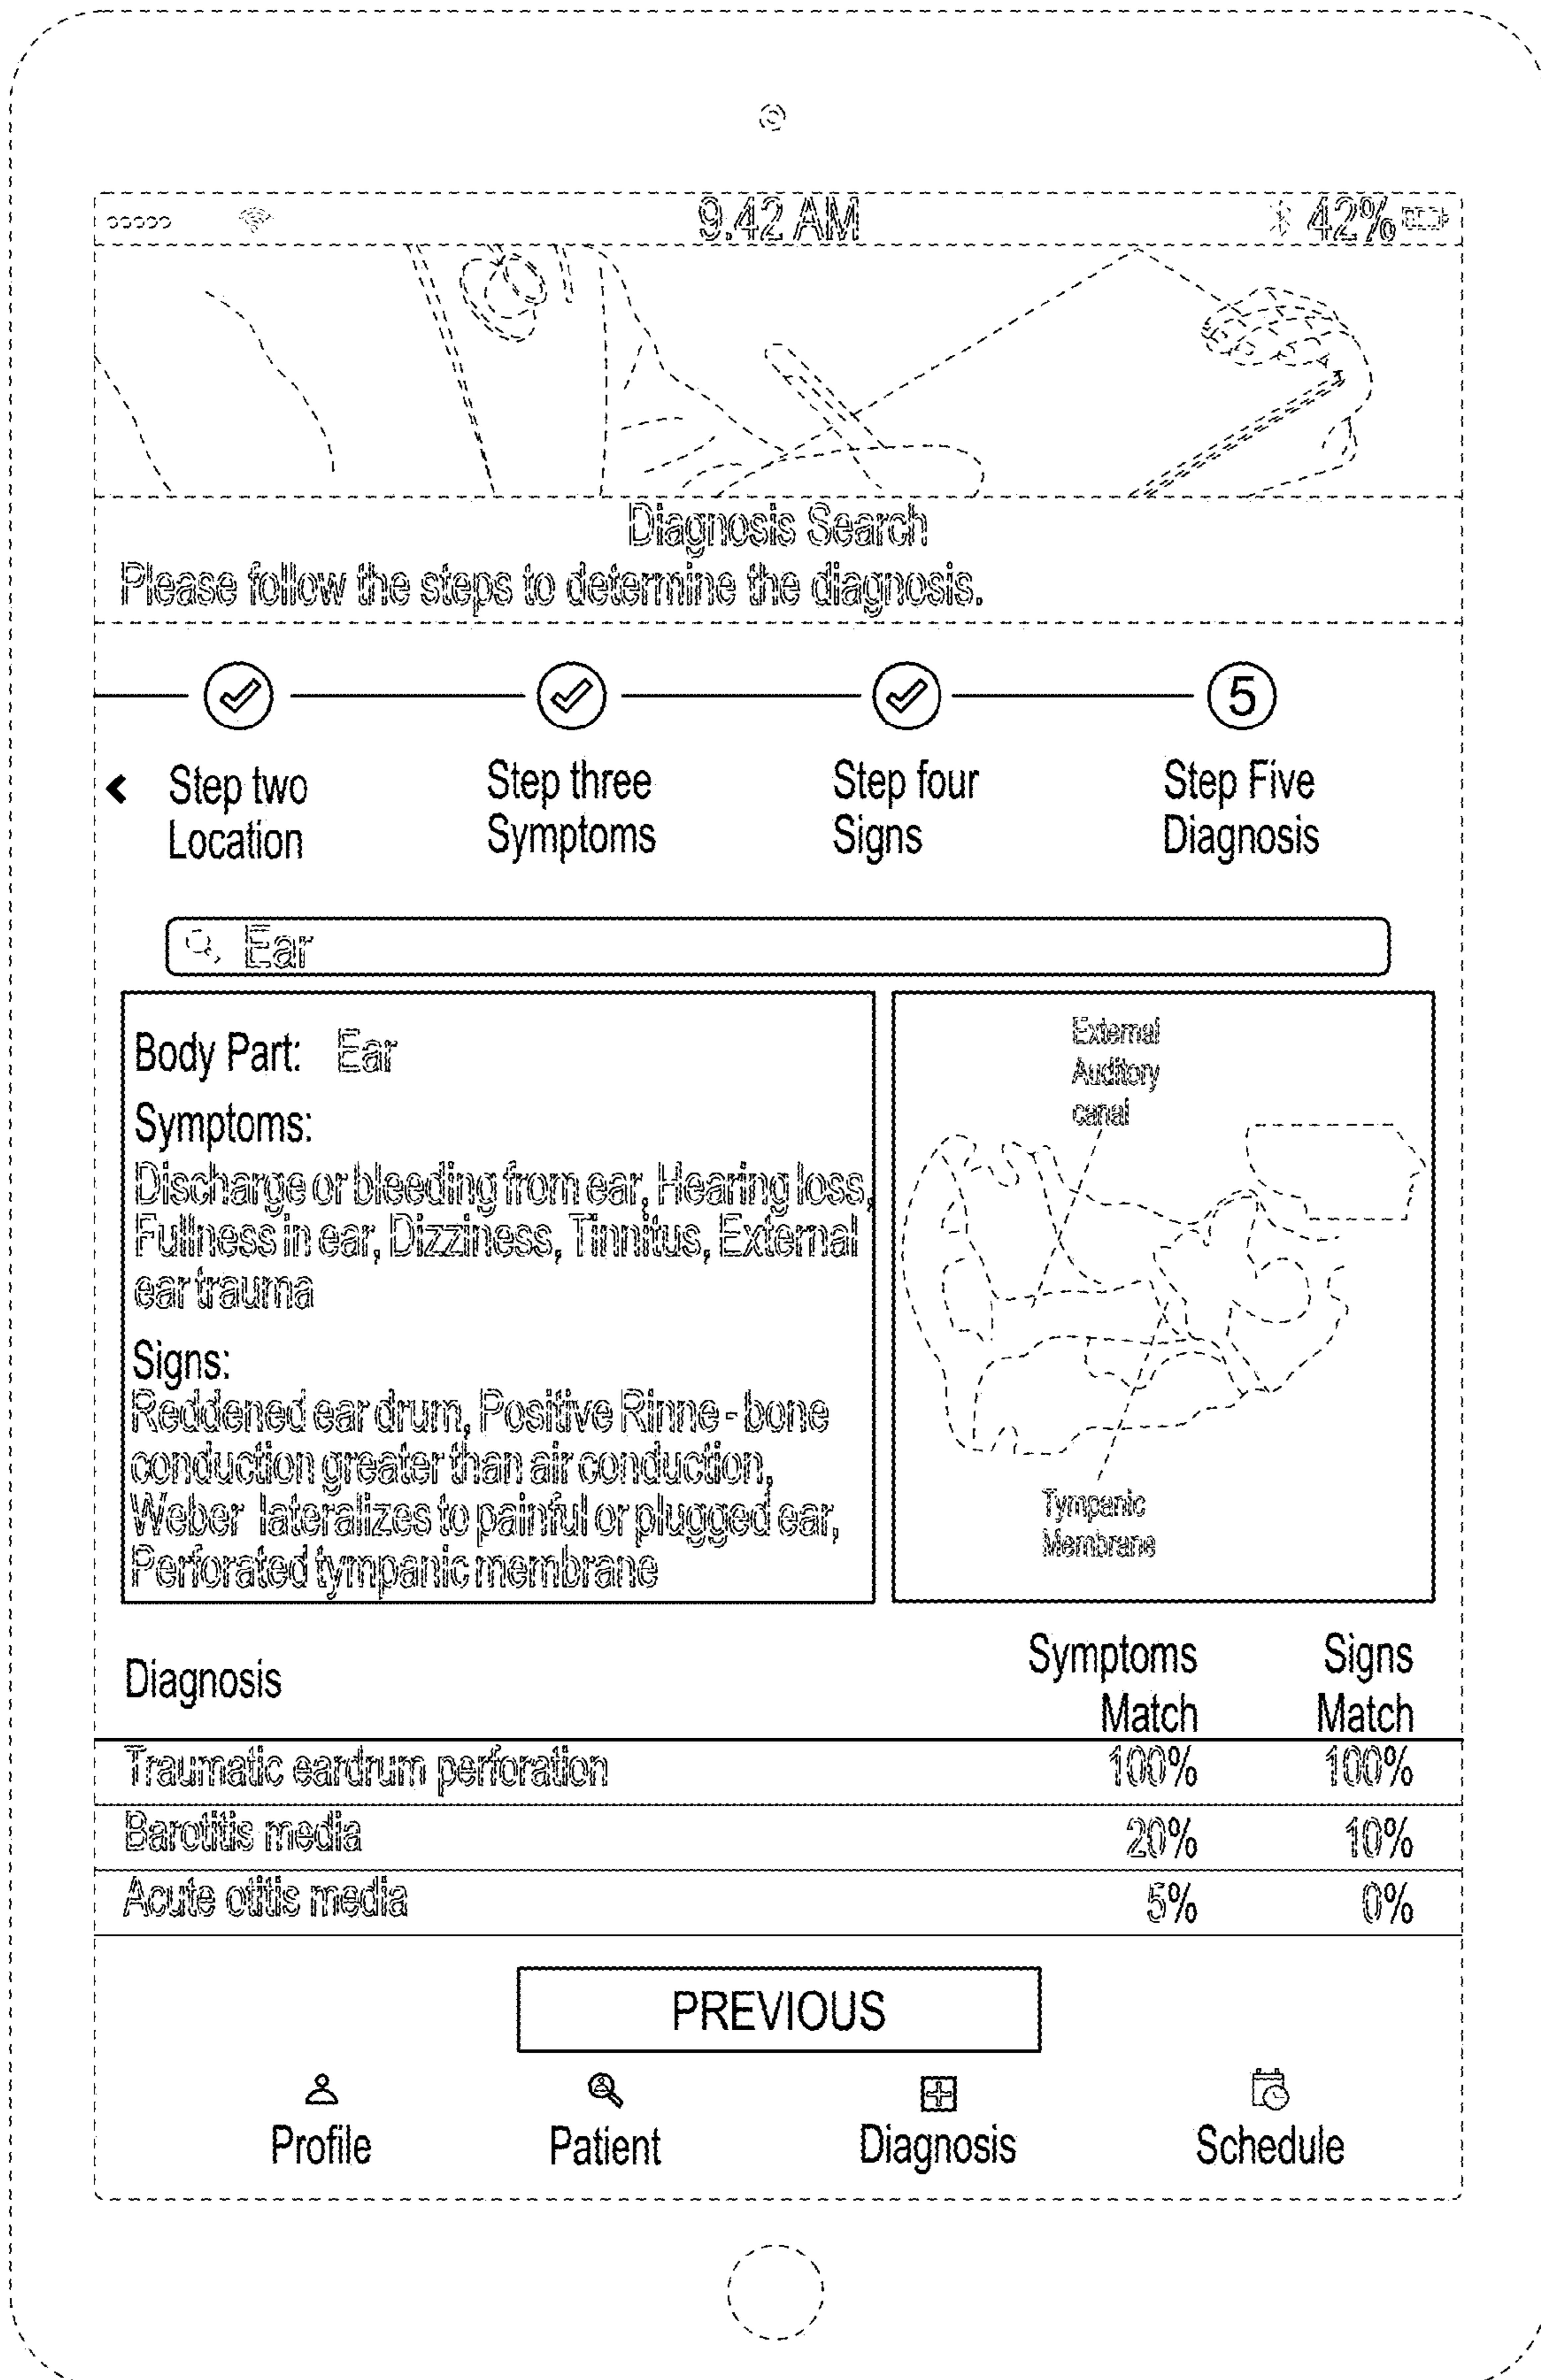 9.42 AM 42%
Diagnosis Search
Please follow the steps to determine the diagnosis.
5
Step two Step three Step four Step Five
Location Symptoms Signs Diagnosis
Ear
Body Part: Ear
Symptoms:
Discharge or bleeding from ear, Hearing loss,
Fullness in ear, Dizziness, Tinnitus, External
ear trauma
Signs:
Reddened ear drum, Positive Rinne - bone
conduction greater than air conduction,
Weber lateralizes to painful or plugged ear,
Perforated tympanic membrane
External
Auditory
canal
Tympanic
Membrane
Diagnosis Symptoms Signs
Match Match
Traumatic eardrum perforation 100% 100%
Barotitis media 20% 10%
Acute otitis media 5% 0%
PREVIOUS
Profile Patient Diagnosis Schedule